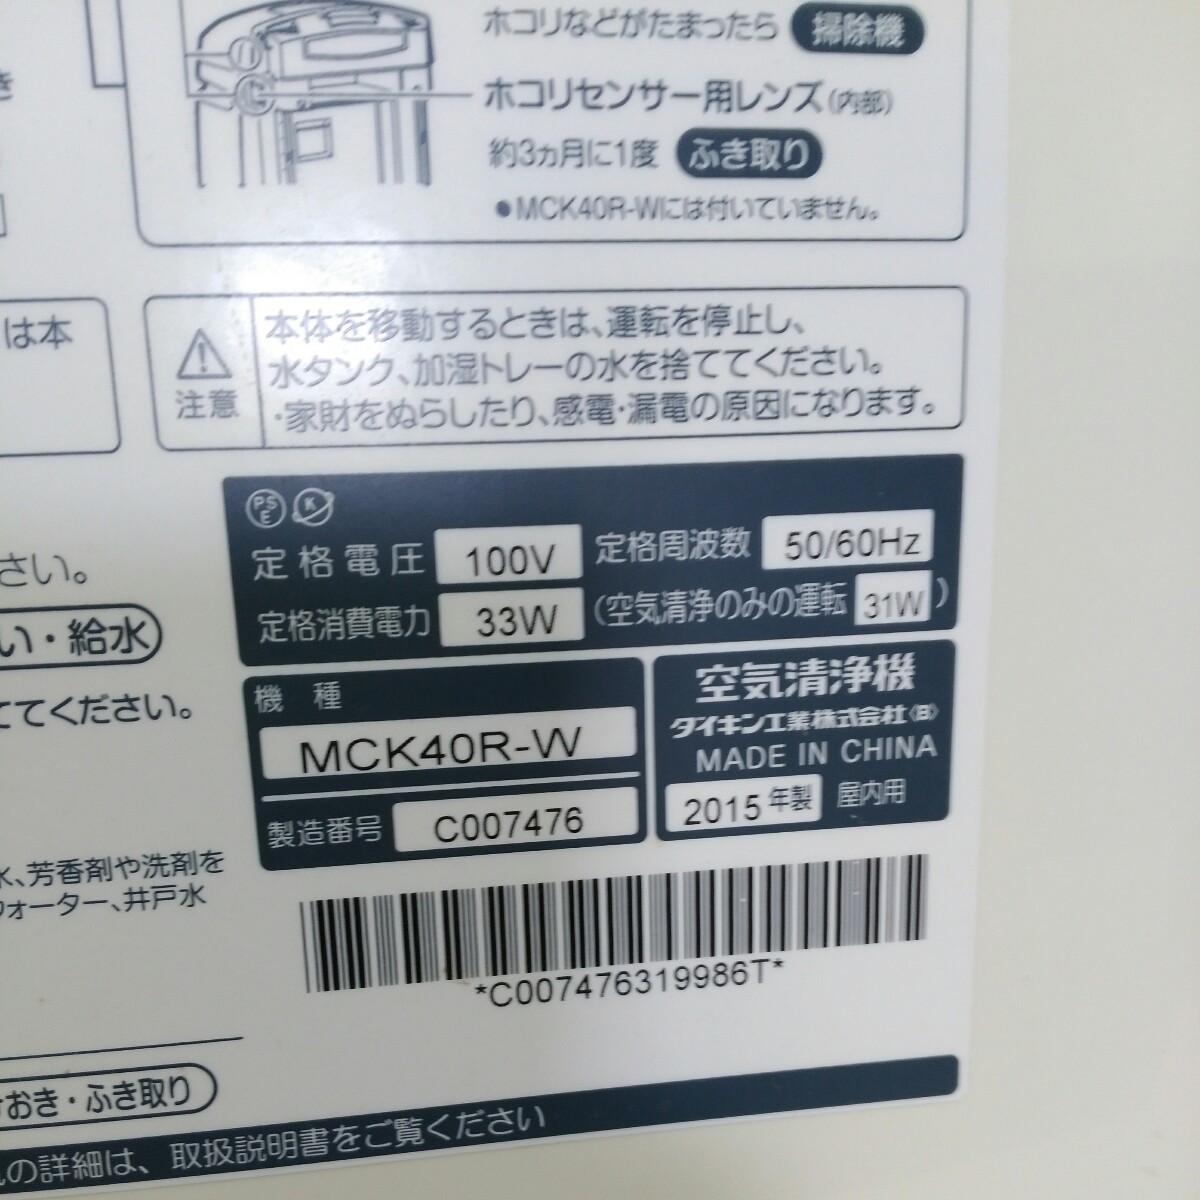 ホコリなどがたまったら 掃除機
ホコリセンサー用レンズ(内部)
約3ヵ月に1度 ふき取り
●MCK40R-Wには付いていません。
き
は本
注意
本体を移動するときは、運転を停止し、
水タンク、加湿トレーの水を捨ててください。
・家財をぬらしたり、感電・漏電の原因になります。
さい。
い・給水
てください。
水、芳香剤や洗剤を
ウォーター、井戸水
PSE K
定格電圧 100V 定格周波数 50/60Hz
定格消費電力 33W (空気清浄のみの運転 31W)
機種
MCK40R-W
製造番号 C007476
空気清浄機
ダイキン工業株式会社〈B〉
MADE IN CHINA
2015年製 屋内用
*C007476319986T*
おき・ふき取り
の詳細は、取扱説明書をご覧ください